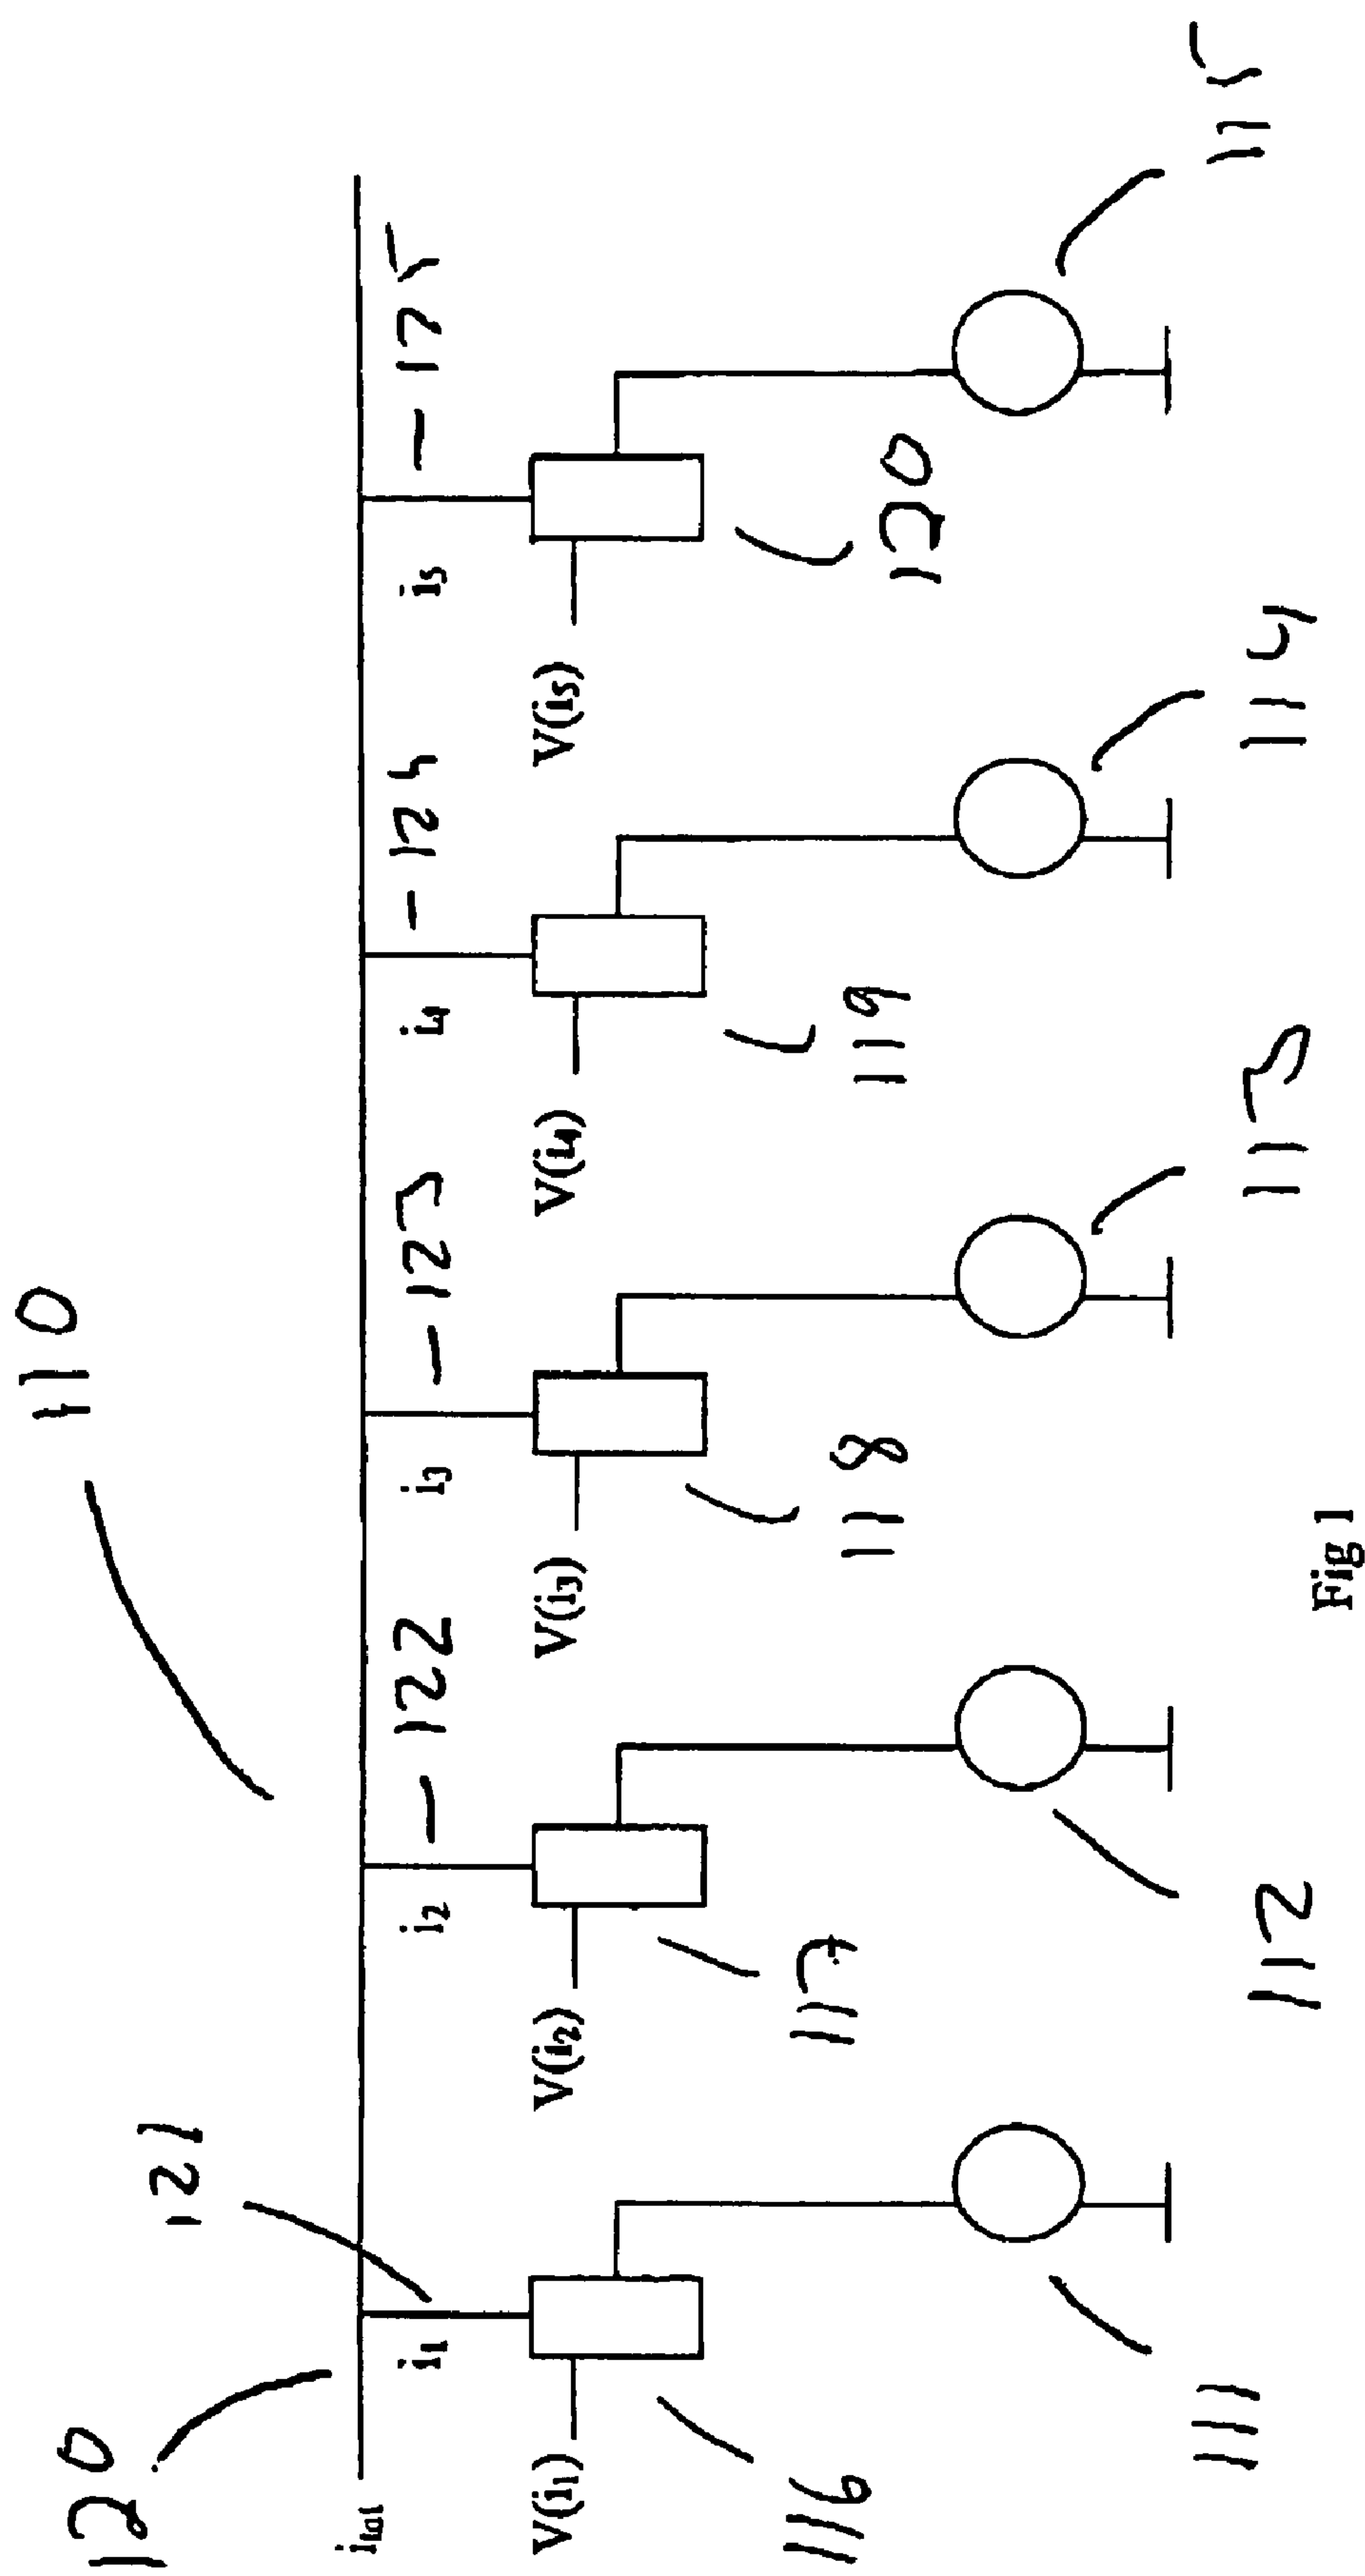 110
120
121
i_tot
i₁
i₂
122
i₃
123
i₄
124
i₅
125
V(i₁)
V(i₂)
V(i₃)
V(i₄)
V(i₅)
116
117
118
119
120
111
112
113
114
115
Fig 1